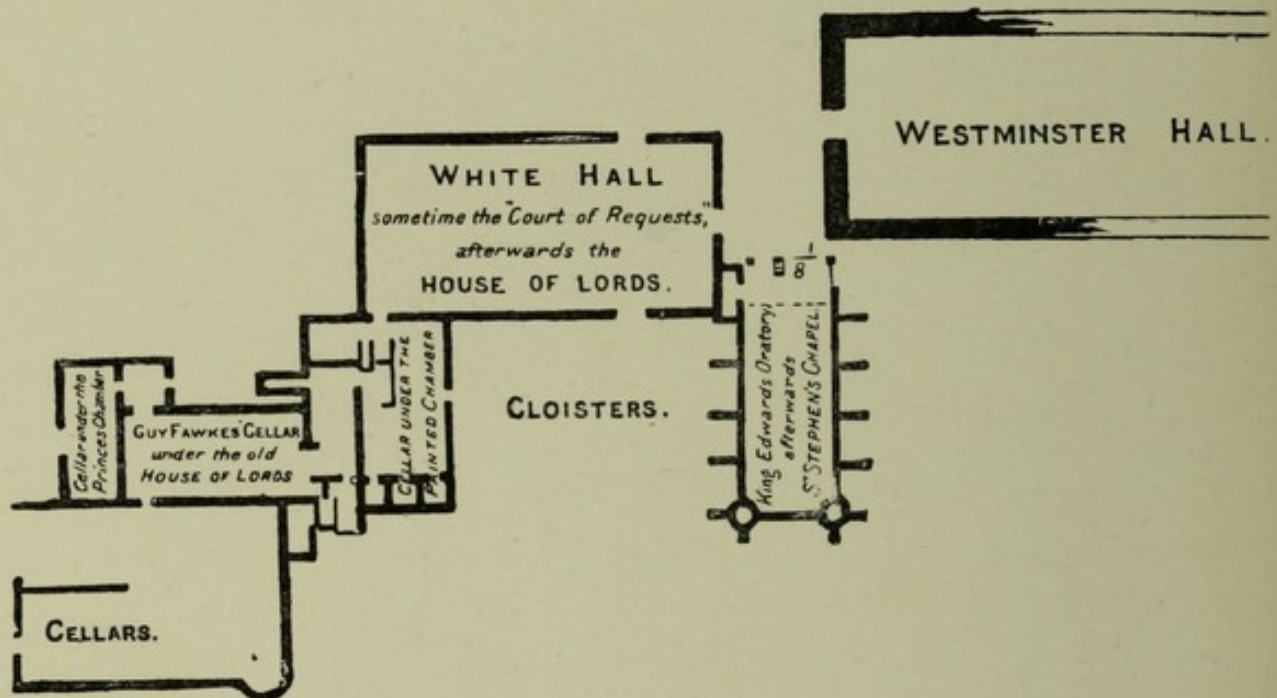 WESTMINSTER HALL.
WHITE HALL
sometime the "Court of Requests,"
afterwards the
HOUSE OF LORDS.
CELLAR UNDER THE
PAINTED CHAMBER
CLOISTERS.
King Edwards Oratory
afterwards
St STEPHEN'S CHAPEL.
Cellar under the
Princes Chamber
GUY FAWKES' CELLAR
under the old
HOUSE OF LORDS
CELLARS.